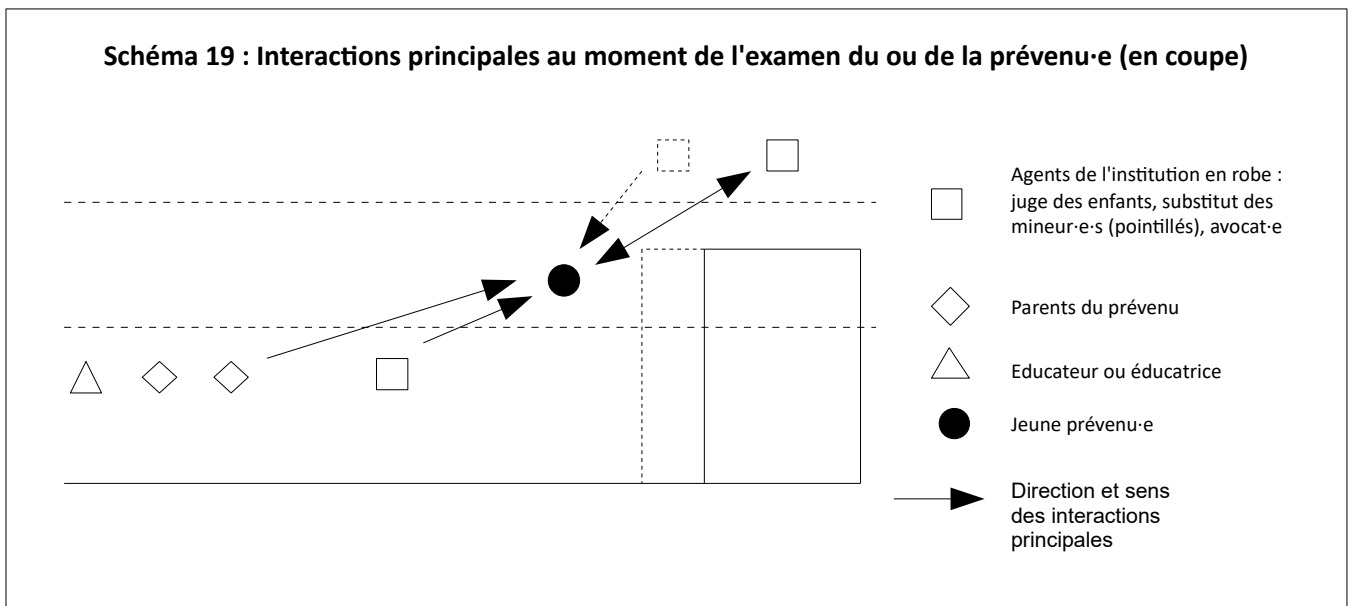 Schéma 19 : Interactions principales au moment de l'examen du ou de la prévenu·e (en coupe)
Agents de l'institution en robe :
juge des enfants, substitut des
mineur·e·s (pointillés), avocat·e
Parents du prévenu
Educateur ou éducatrice
Jeune prévenu·e
Direction et sens
des interactions
principales